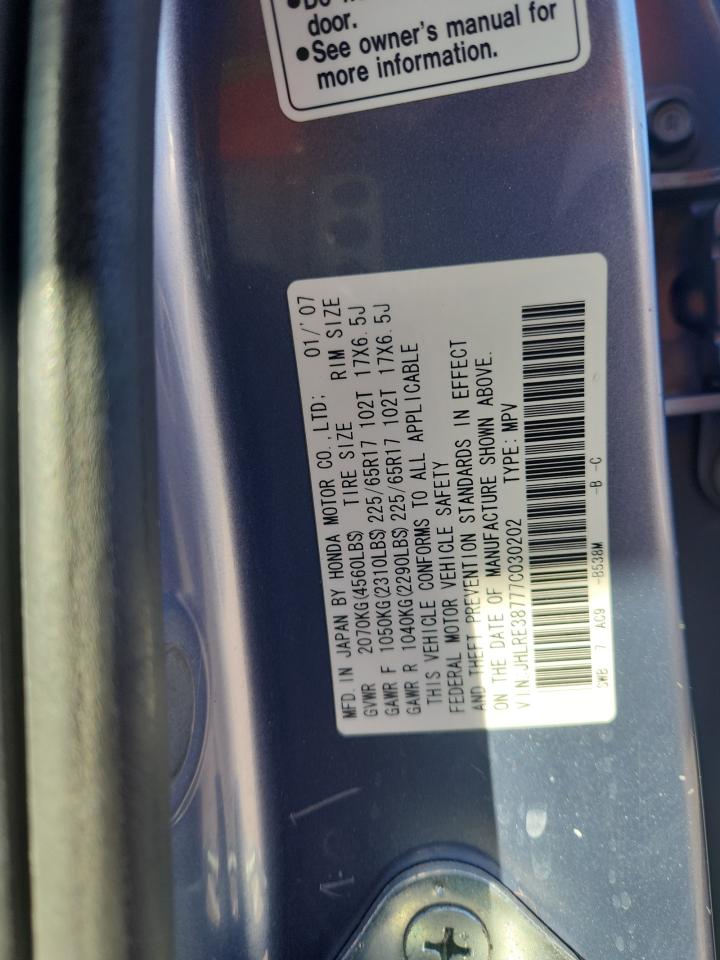 door.
●See owner's manual for
more information.
MFD. IN JAPAN BY HONDA MOTOR CO.,LTD; 01/'07
GVWR 2070KG(4560LBS) TIRE SIZE RIM SIZE
GAWR F 1050KG(2310LBS)225/65R17 102T 17X6.5J
GAWR R 1040KG(2290LBS)225/65R17 102T 17X6.5J
THIS VEHICLE CONFORMS TO ALL APPLICABLE
FEDERAL MOTOR VEHICLE SAFETY
AND THEFT PREVENTION STANDARDS IN EFFECT
ON THE DATE OF MANUFACTURE SHOWN ABOVE.
VIN:JHLRE38777C030202 TYPE:MPV
SWB 7 AC9 -B538M -B -C